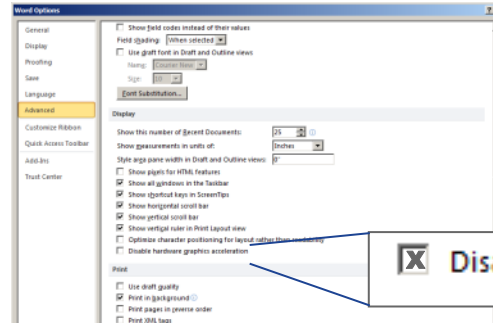 Word Options
General
Display
Proofing
Save
Language
Advanced
Customize Ribbon
Quick Access Toolbar
Add-Ins
Trust Center
Show field codes instead of their values
Field shading: When selected
Use draft font in Draft and Outline views
Name: Courier New
Size: 10
Font Substitution...
Display
Show this number of Recent Documents: 25
Show measurements in units of: Inches
Style area pane width in Draft and Outline views: 0"
Show pixels for HTML features
Show all windows in the Taskbar
Show shortcut keys in ScreenTips
Show horizontal scroll bar
Show vertical scroll bar
Show vertical ruler in Print Layout view
Optimize character positioning for layout rather than readability
Disable hardware graphics acceleration
X Disa
Print
Use draft quality
Print in background
Print pages in reverse order
Print XML tags